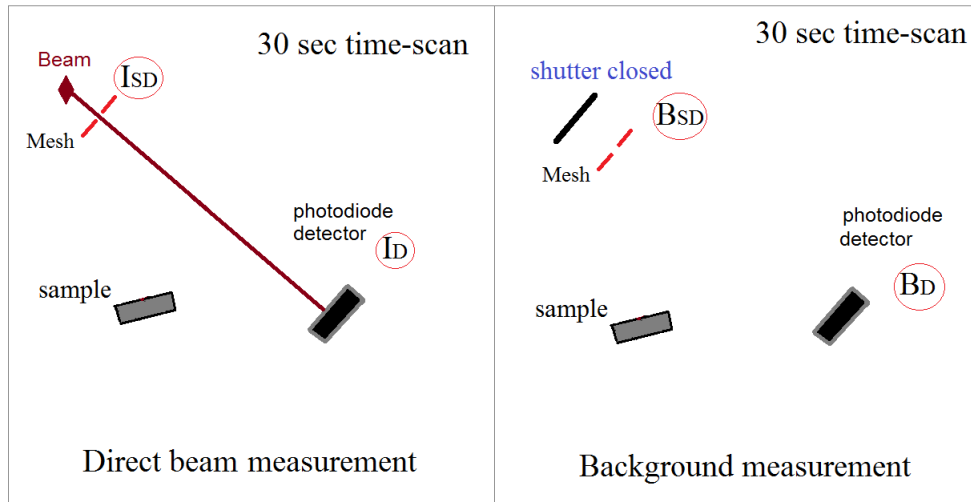 30 sec time-scan
Beam
ISD
Mesh
photodiode
detector
ID
sample
Direct beam measurement
30 sec time-scan
shutter closed
BSD
Mesh
photodiode
detector
BD
sample
Background measurement